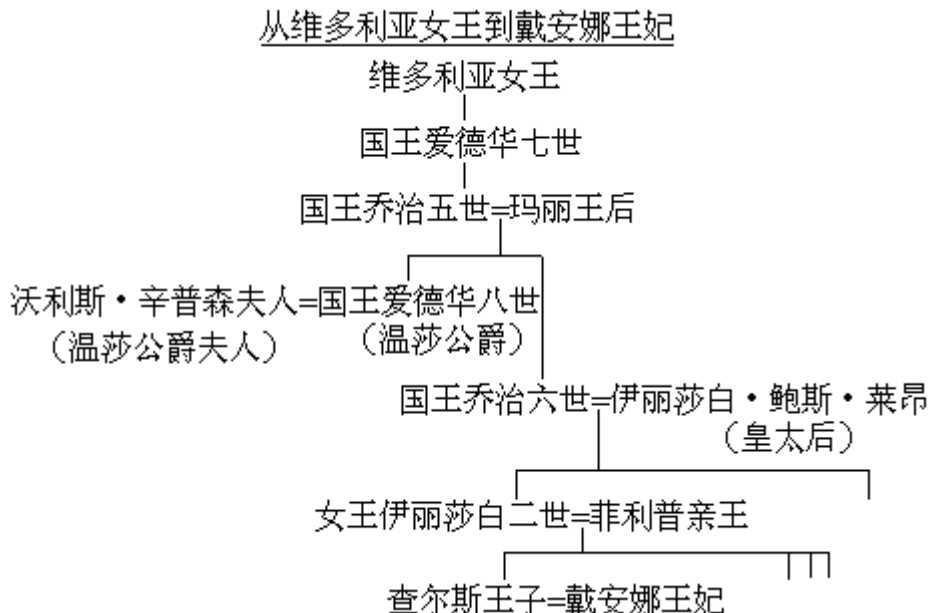 从维多利亚女王到戴安娜王妃
维多利亚女王
国王爱德华七世
国王乔治五世=玛丽王后
沃利斯·辛普森夫人=国王爱德华八世
（温莎公爵夫人） （温莎公爵）
国王乔治六世=伊丽莎白·鲍斯·莱昂
（皇太后）
女王伊丽莎白二世=菲利普亲王
查尔斯王子=戴安娜王妃